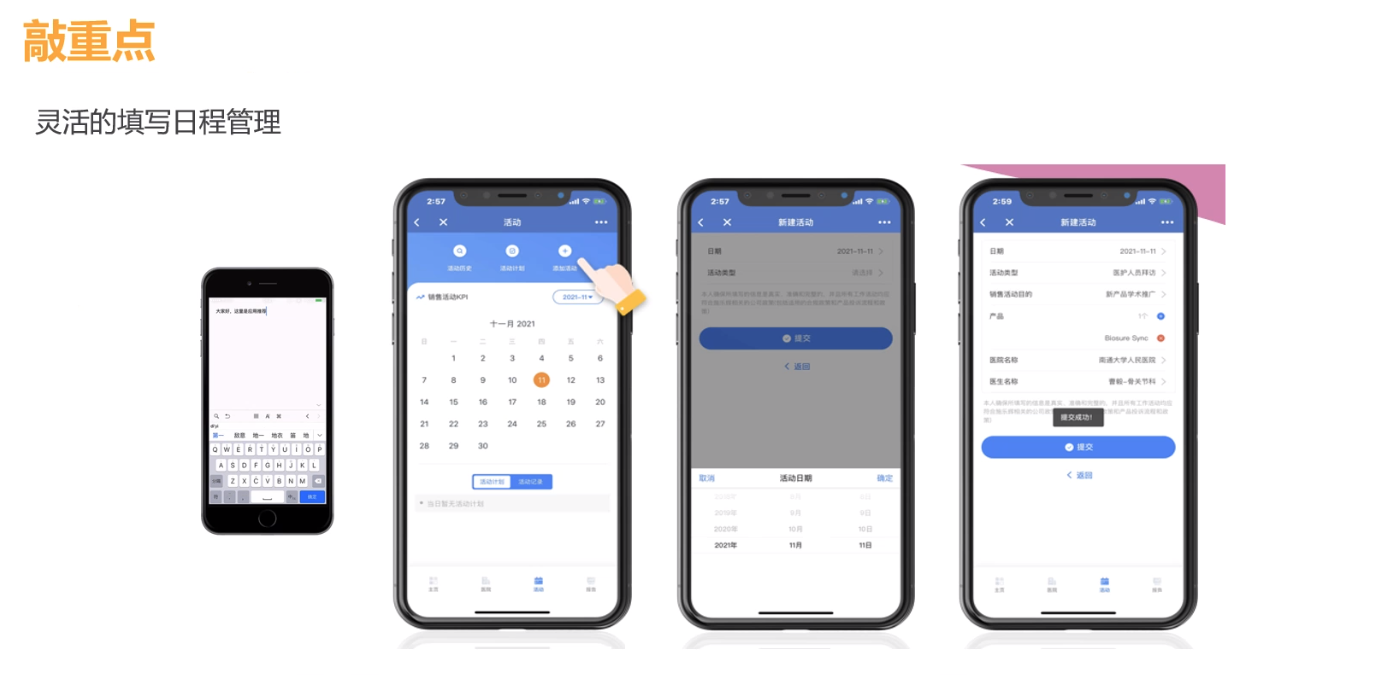 敲重点
灵活的填写日程管理
大家好，这里是应用推荐
Q W E R T Y U I O P
A S D F G H J K L
Z X C V B N M
2:57
活动
活动历史 活动计划 添加活动
销售活动KPI 2021-11
十一月 2021
日 一 二 三 四 五 六
1 2 3 4 5 6
7 8 9 10 11 12 13
14 15 16 17 18 19 20
21 22 23 24 25 26 27
28 29 30
活动计划 活动记录
* 当日暂无活动计划
主页 医院 活动 报告
2:57
新建活动
日期 2021-11-11
活动类型 请选择
提交
返回
取消 活动日期 确定
2019年 9月 9日
2020年 10月 10日
2021年 11月 11日
2:59
新建活动
日期 2021-11-11
活动类型 医护人员拜访
销售活动目的 新产品学术推广
产品 1个
Biosure Sync
医院名称 南通大学人民医院
医生名称 曹毅-骨关节科
提交成功!
提交
返回
主页 医院 活动 报告